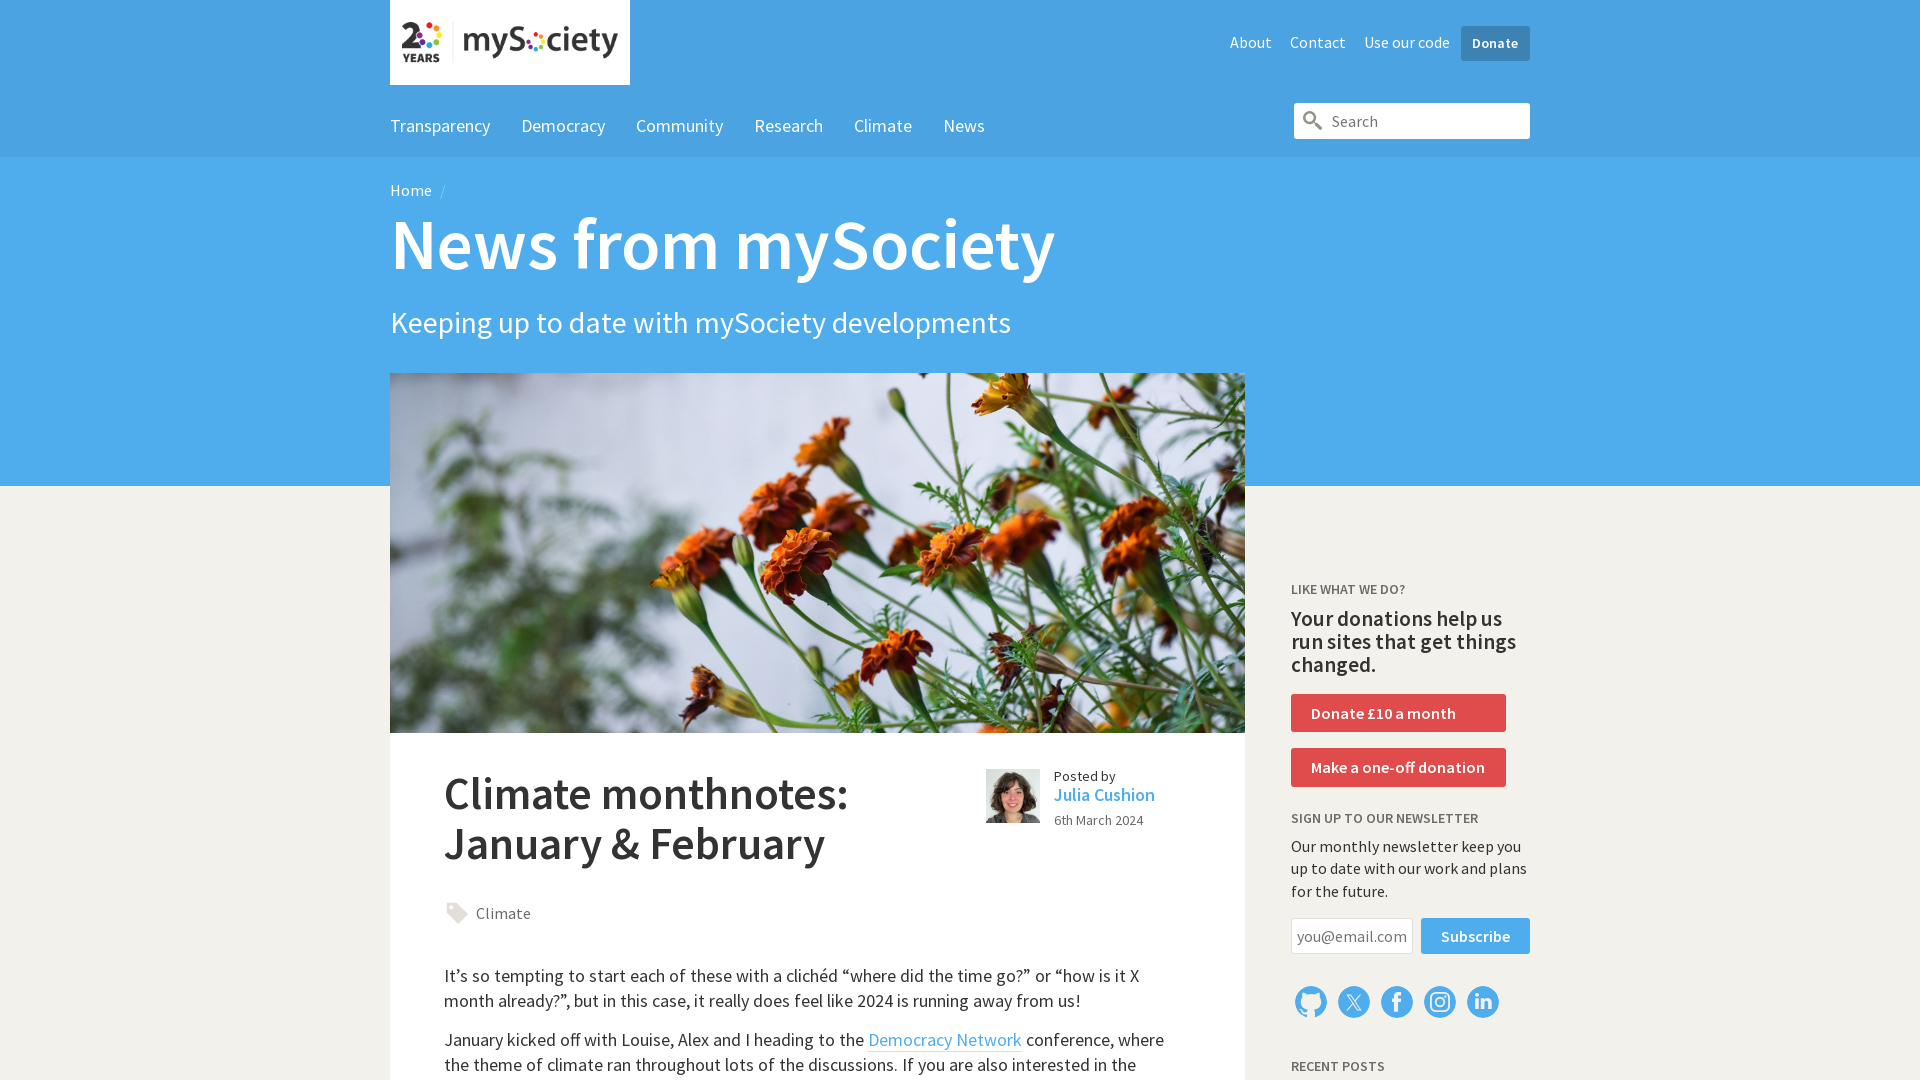 20 YEARS mySociety
About Contact Use our code Donate
Transparency Democracy Community Research Climate News
Search
Home /
News from mySociety
Keeping up to date with mySociety developments
Climate monthnotes:
January & February
Posted by
Julia Cushion
6th March 2024
Climate
It’s so tempting to start each of these with a clichéd “where did the time go?” or “how is it X
month already?”, but in this case, it really does feel like 2024 is running away from us!
January kicked off with Louise, Alex and I heading to the Democracy Network conference, where
the theme of climate ran throughout lots of the discussions. If you are also interested in the
LIKE WHAT WE DO?
Your donations help us
run sites that get things
changed.
Donate £10 a month
Make a one-off donation
SIGN UP TO OUR NEWSLETTER
Our monthly newsletter keep you
up to date with our work and plans
for the future.
you@email.com Subscribe
RECENT POSTS